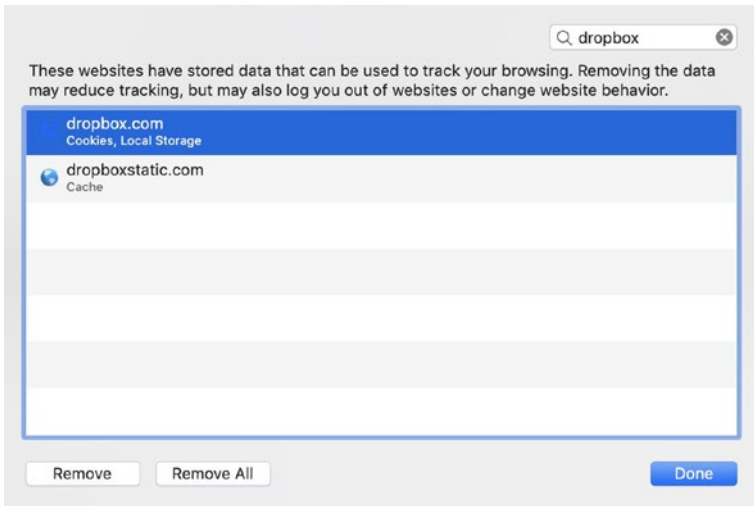 dropbox
These websites have stored data that can be used to track your browsing. Removing the data
may reduce tracking, but may also log you out of websites or change website behavior.
dropbox.com
Cookies, Local Storage
dropboxstatic.com
Cache
Remove
Remove All
Done